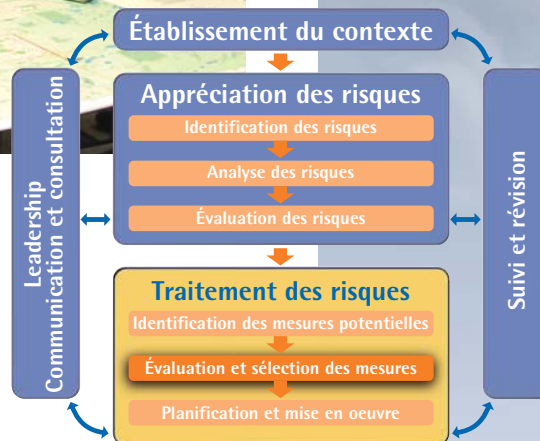 Établissement du contexte
Leadership
Communication et consultation
Appréciation des risques
Identification des risques
Analyse des risques
Évaluation des risques
Suivi et révision
Traitement des risques
Identification des mesures potentielles
Évaluation et sélection des mesures
Planification et mise en oeuvre